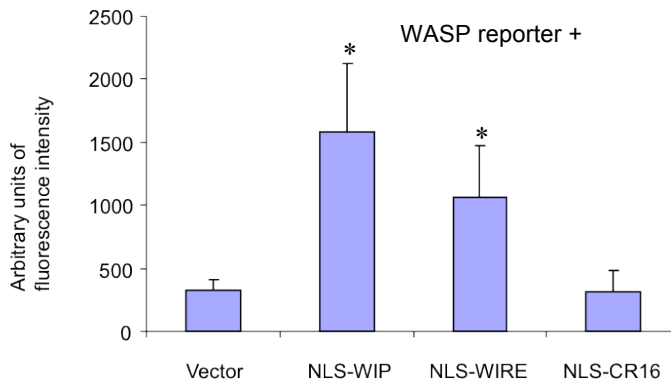 2500
WASP reporter +
*
2000
*
1500
1000
500
0
Arbitrary units of
fluorescence intensity
Vector
NLS-WIP
NLS-WIRE
NLS-CR16